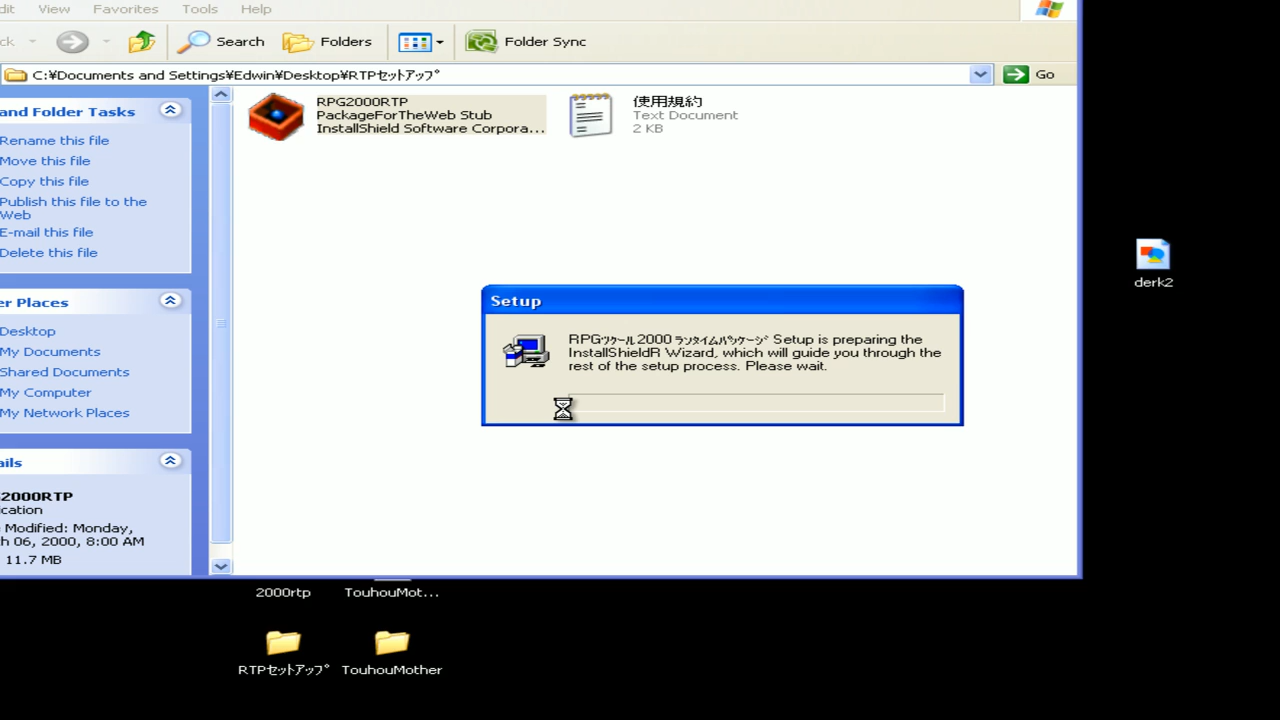 dit View Favorites Tools Help
ck Search Folders Folder Sync
C:¥Documents and Settings¥Edwin¥Desktop¥RTPセットアップ Go
and Folder Tasks
Rename this file
Move this file
Copy this file
Publish this file to the
Web
E-mail this file
Delete this file
er Places
Desktop
My Documents
Shared Documents
My Computer
My Network Places
ails
2000RTP
ication
Modified: Monday,
h 06, 2000, 8:00 AM
11.7 MB
RPG2000RTP
PackageForTheWeb Stub
InstallShield Software Corpora...
使用規約
Text Document
2 KB
Setup
RPGツクール2000 ランタイムパッケージ Setup is preparing the
InstallShieldR Wizard, which will guide you through the
rest of the setup process. Please wait.
derk2
2000rtp
TouhouMot...
RTPセットアップ
TouhouMother